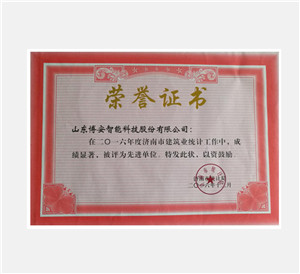 荣誉证书
山东博安智能科技股份有限公司：
在二〇一六年度济南市建筑业统计工作中，成
绩显著，被评为先进单位。特发此状，以资鼓励。